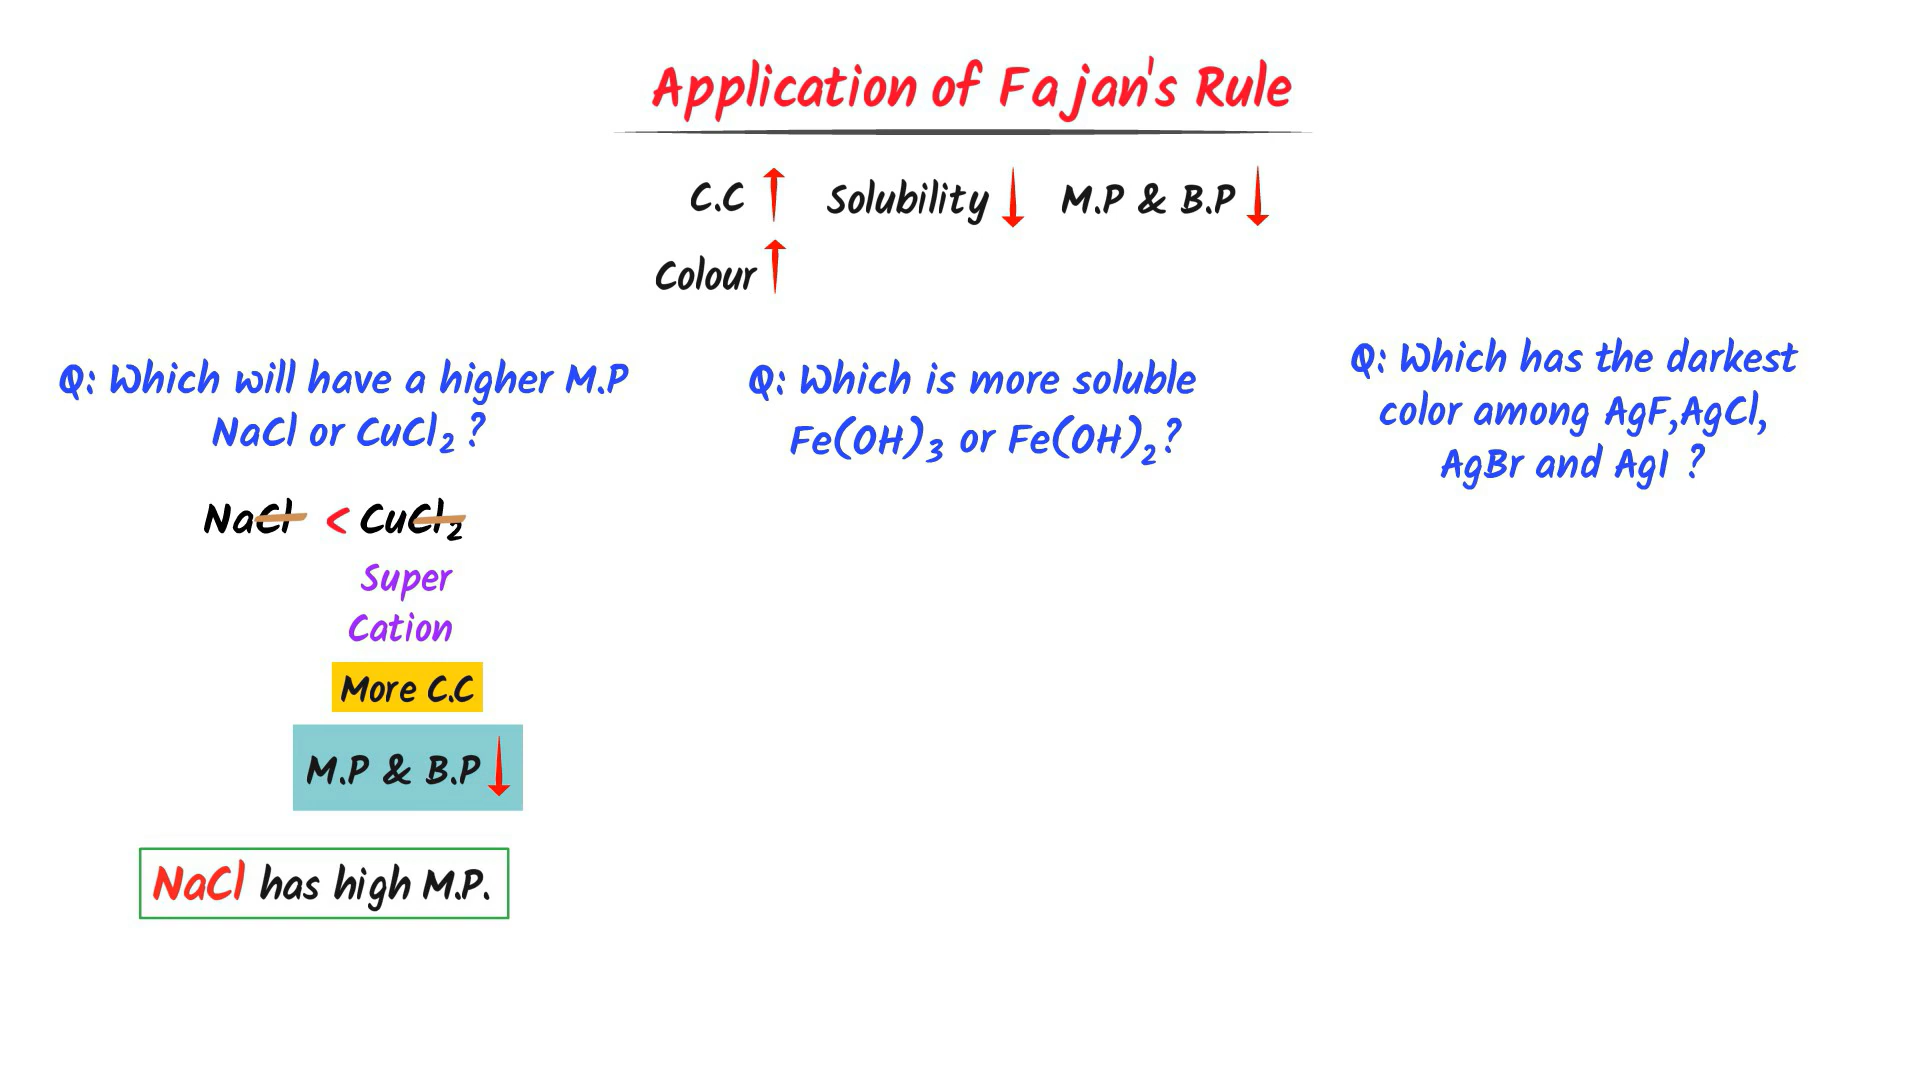 Application of Fajan's Rule
C.C ↑ Solubility ↓ M.P & B.P ↓
Colour ↑
Q: Which will have a higher M.P
NaCl or CuCl₂ ?
NaCl < CuCl₂
Super
Cation
More C.C
M.P & B.P ↓
NaCl has high M.P.
Q: Which is more soluble
Fe(OH)₃ or Fe(OH)₂?
Q: Which has the darkest
color among AgF,AgCl,
AgBr and AgI ?